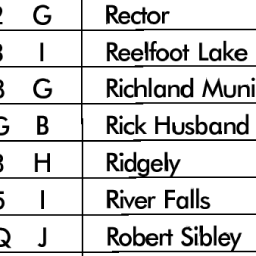 2 G Rector
3 I Reelfoot Lake
3 G Richland Muni
G B Rick Husband
3 H Ridgely
5 I River Falls
Q J Robert Sibley